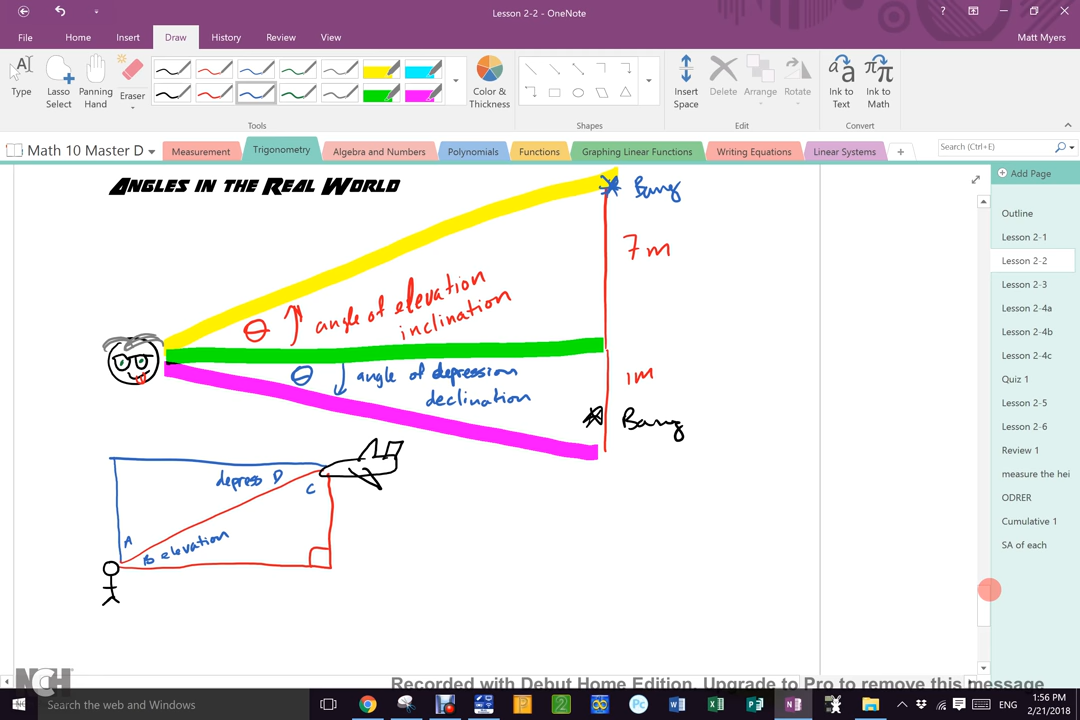 Lesson 2-2 - OneNote
?
File Home Insert Draw History Review View
Matt Myers
Type
Lasso Select
Panning Hand
Eraser
Color & Thickness
Insert Space
Delete
Arrange
Rotate
Ink to Text
Ink to Math
Tools
Shapes
Edit
Convert
Math 10 Master D
Measurement
Trigonometry
Algebra and Numbers
Polynomials
Functions
Graphing Linear Functions
Writing Equations
Linear Systems
Search (Ctrl+E)
Add Page
Outline
Lesson 2-1
Lesson 2-2
Lesson 2-3
Lesson 2-4a
Lesson 2-4b
Lesson 2-4c
Quiz 1
Lesson 2-5
Lesson 2-6
Review 1
measure the hei
ODRER
Cumulative 1
SA of each
Angles in the Real World
Bang
7m
θ angle of elevation
inclination
θ angle of depression
declination
1m
Bang
depress D
C
A
B elevation
NCH
Recorded with Debut Home Edition. Upgrade to Pro to remove this message
Search the web and Windows
ENG
1:56 PM
2/21/2018